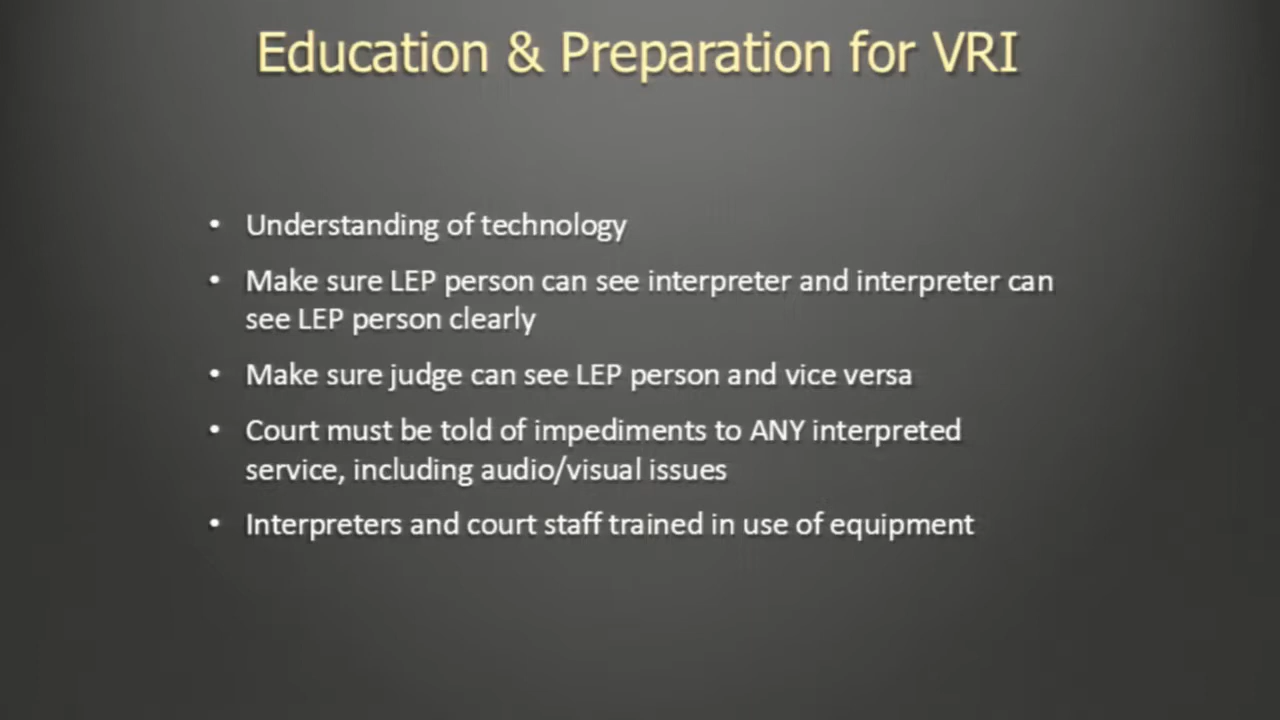 Education & Preparation for VRI
• Understanding of technology
• Make sure LEP person can see interpreter and interpreter can
see LEP person clearly
• Make sure judge can see LEP person and vice versa
• Court must be told of impediments to ANY interpreted
service, including audio/visual issues
• Interpreters and court staff trained in use of equipment